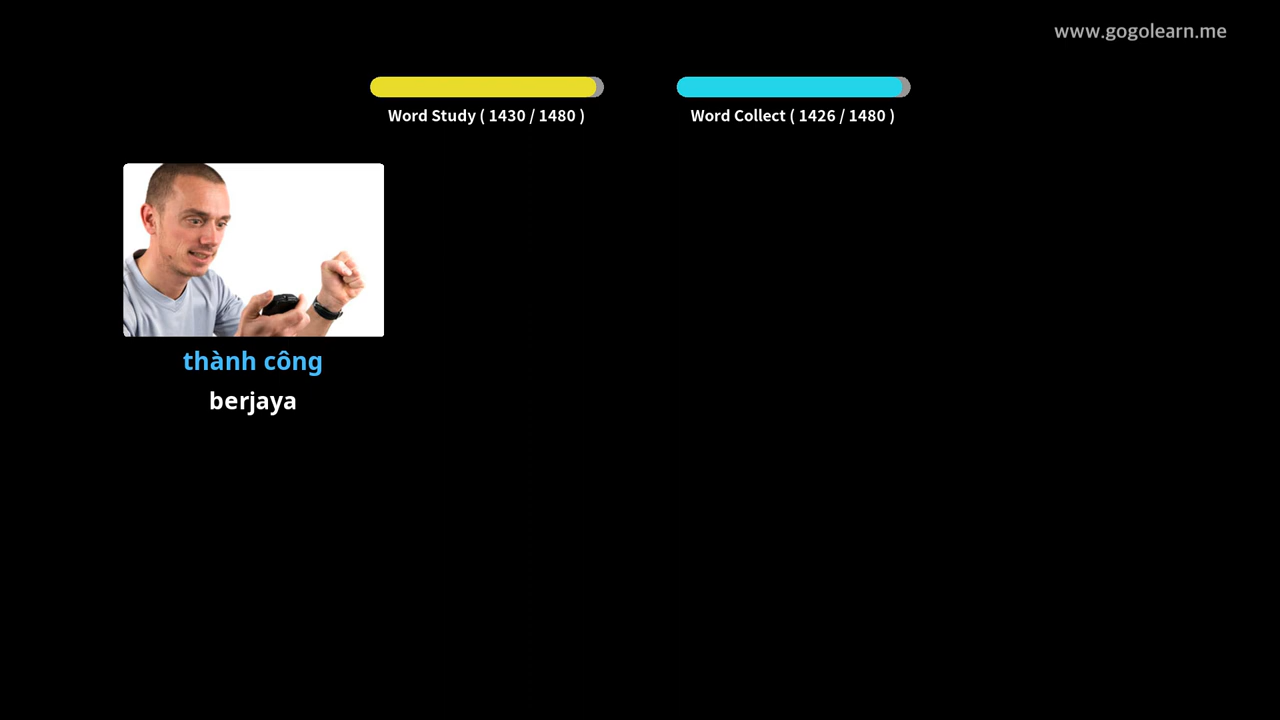 www.gogolearn.me
Word Study ( 1430 / 1480 )
Word Collect ( 1426 / 1480 )
thành công
berjaya